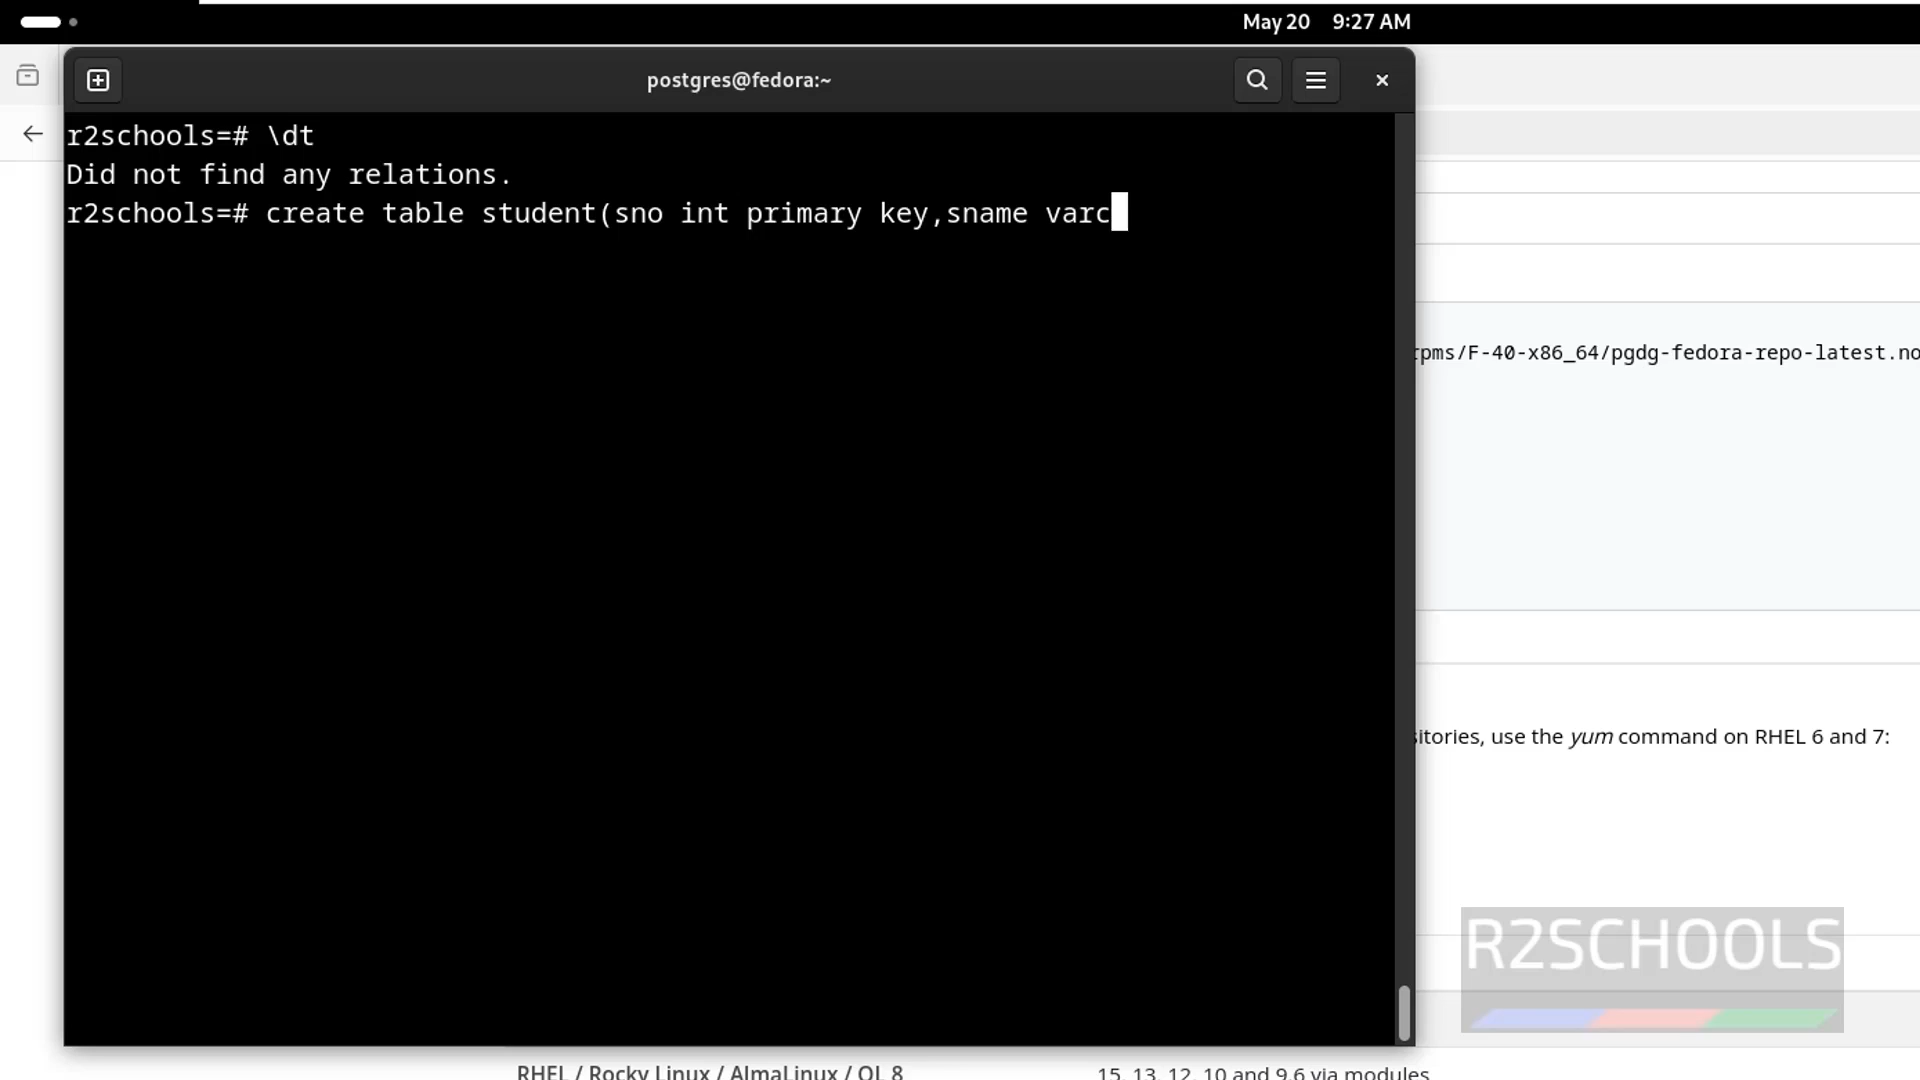 May 20 9:27 AM
postgres@fedora:~
r2schools=# \dt
Did not find any relations.
r2schools=# create table student(sno int primary key,sname varc
rpms/F-40-x86_64/pgdg-fedora-repo-latest.no
sitories, use the yum command on RHEL 6 and 7:
R2SCHOOLS
RHEL / Rocky Linux / AlmaLinux / OL 8 15, 13, 12, 10 and 9.6 via modules